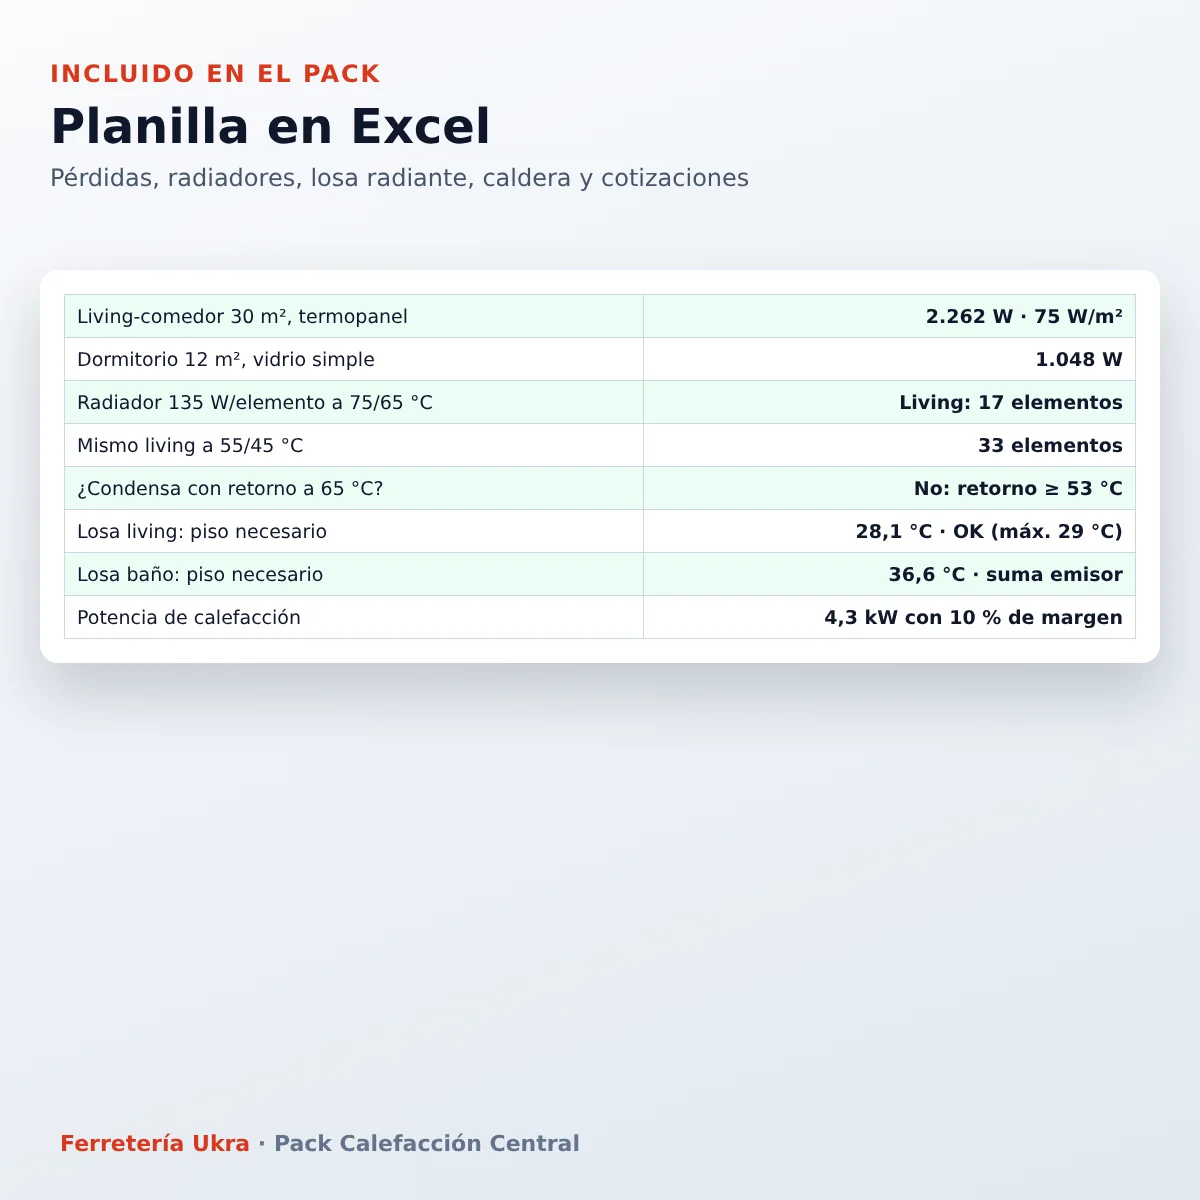 INCLUIDO EN EL PACK
Planilla en Excel
Pérdidas, radiadores, losa radiante, caldera y cotizaciones
Living-comedor 30 m², termopanel 2.262 W · 75 W/m²
Dormitorio 12 m², vidrio simple 1.048 W
Radiador 135 W/elemento a 75/65 °C Living: 17 elementos
Mismo living a 55/45 °C 33 elementos
¿Condensa con retorno a 65 °C? No: retorno ≥ 53 °C
Losa living: piso necesario 28,1 °C · OK (máx. 29 °C)
Losa baño: piso necesario 36,6 °C · suma emisor
Potencia de calefacción 4,3 kW con 10 % de margen
Ferretería Ukra · Pack Calefacción Central